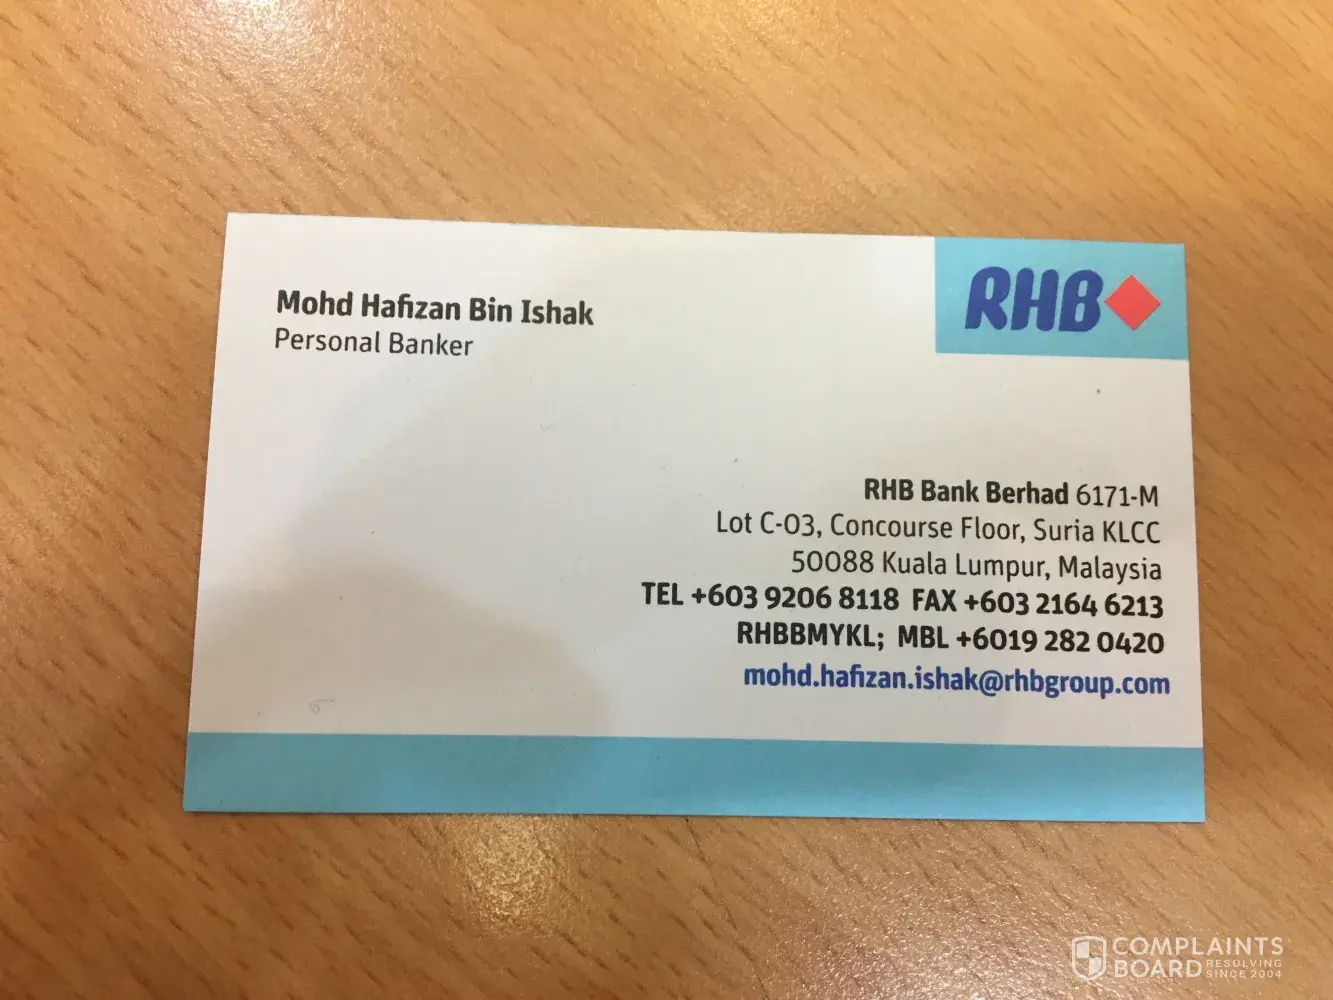 Mohd Hafizan Bin Ishak
Personal Banker
RHB
RHB Bank Berhad 6171-M
Lot C-03, Concourse Floor, Suria KLCC
50088 Kuala Lumpur, Malaysia
TEL +603 9206 8118 FAX +603 2164 6213
RHBBMYKL; MBL +6019 282 0420
mohd.hafizan.ishak@rhbgroup.com
COMPLAINTS
BOARD RESOLVING
SINCE 2004